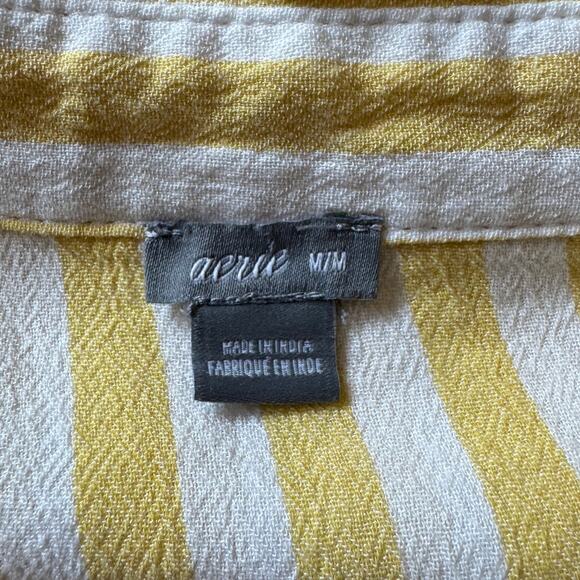 aerie M/M
MADE IN INDIA
FABRIQUÉ EN INDE